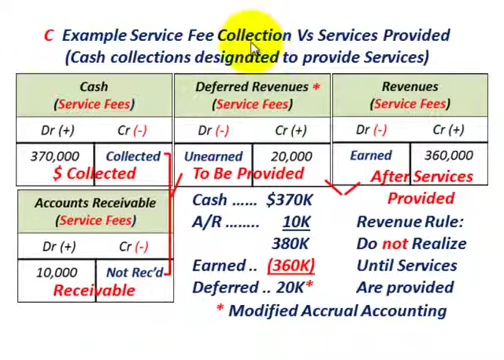 C Example Service Fee Collection Vs Services Provided
(Cash collections designated to provide Services)
Cash
(Service Fees)
Dr (+) Cr (-)
370,000 Collected
$ Collected
Deferred Revenues *
(Service Fees)
Dr (-) Cr (+)
Unearned 20,000
To Be Provided
Revenues
(Service Fees)
Dr (-) Cr (+)
Earned 360,000
After Services
Provided
Accounts Receivable
(Service Fees)
Dr (+) Cr (-)
10,000 Not Rec'd
Receivable
Cash ...... $370K
A/R........ 10K
380K
Earned .. (360K)
Deferred .. 20K*
Revenue Rule:
Do not Realize
Until Services
Are provided
* Modified Accrual Accounting